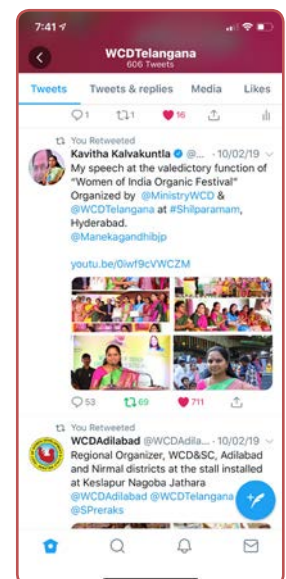 7:41
WCDTelangana
606 Tweets
Tweets
Tweets & replies
Media
Likes
1
1
16
You Retweeted
Kavitha Kalvakuntla @... · 10/02/19
My speech at the valedictory function of
"Women of India Organic Festival"
Organized by @MinistryWCD &
@WCDTelangana at #Shilparamam,
Hyderabad.
@Manekagandhibjp
youtu.be/0iwf9cVWCZM
53
69
711
You Retweeted
WCDAdilabad @WCDAdila... · 10/02/19
Regional Organizer, WCD&SC, Adilabad
and Nirmal districts at the stall installed
at Keslapur Nagoba Jathara
@WCDAdilabad @WCDTelangana
@SPreraks